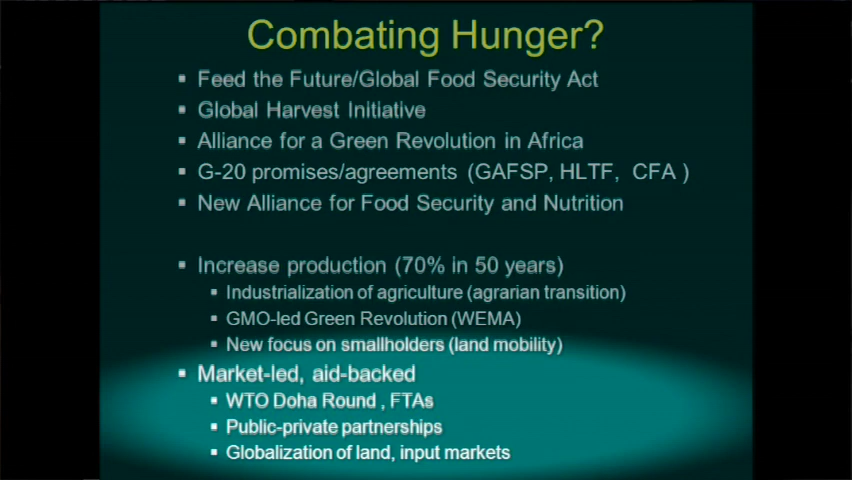 Combating Hunger?
▪ Feed the Future/Global Food Security Act
▪ Global Harvest Initiative
▪ Alliance for a Green Revolution in Africa
▪ G-20 promises/agreements (GAFSP, HLTF, CFA )
▪ New Alliance for Food Security and Nutrition
▪ Increase production (70% in 50 years)
▪ Industrialization of agriculture (agrarian transition)
▪ GMO-led Green Revolution (WEMA)
▪ New focus on smallholders (land mobility)
▪ Market-led, aid-backed
▪ WTO Doha Round , FTAs
▪ Public-private partnerships
▪ Globalization of land, input markets